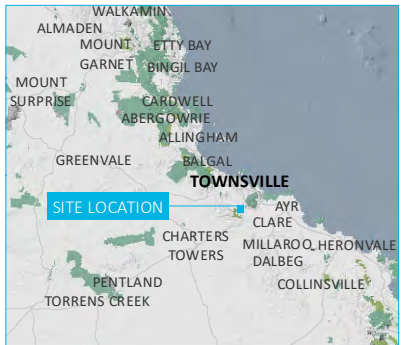 WALKAMIN
ALMADEN
MOUNT GARNET
ETTY BAY
BINGIL BAY
MOUNT SURPRISE
CARDWELL
ABERGOWRIE
ALLINGHAM
GREENVALE
BALGAL
TOWNSVILLE
SITE LOCATION
AYR
CLARE
CHARTERS TOWERS
MILLAROO
HERONVALE
DALBEG
COLLINSVILLE
PENTLAND
TORRENS CREEK